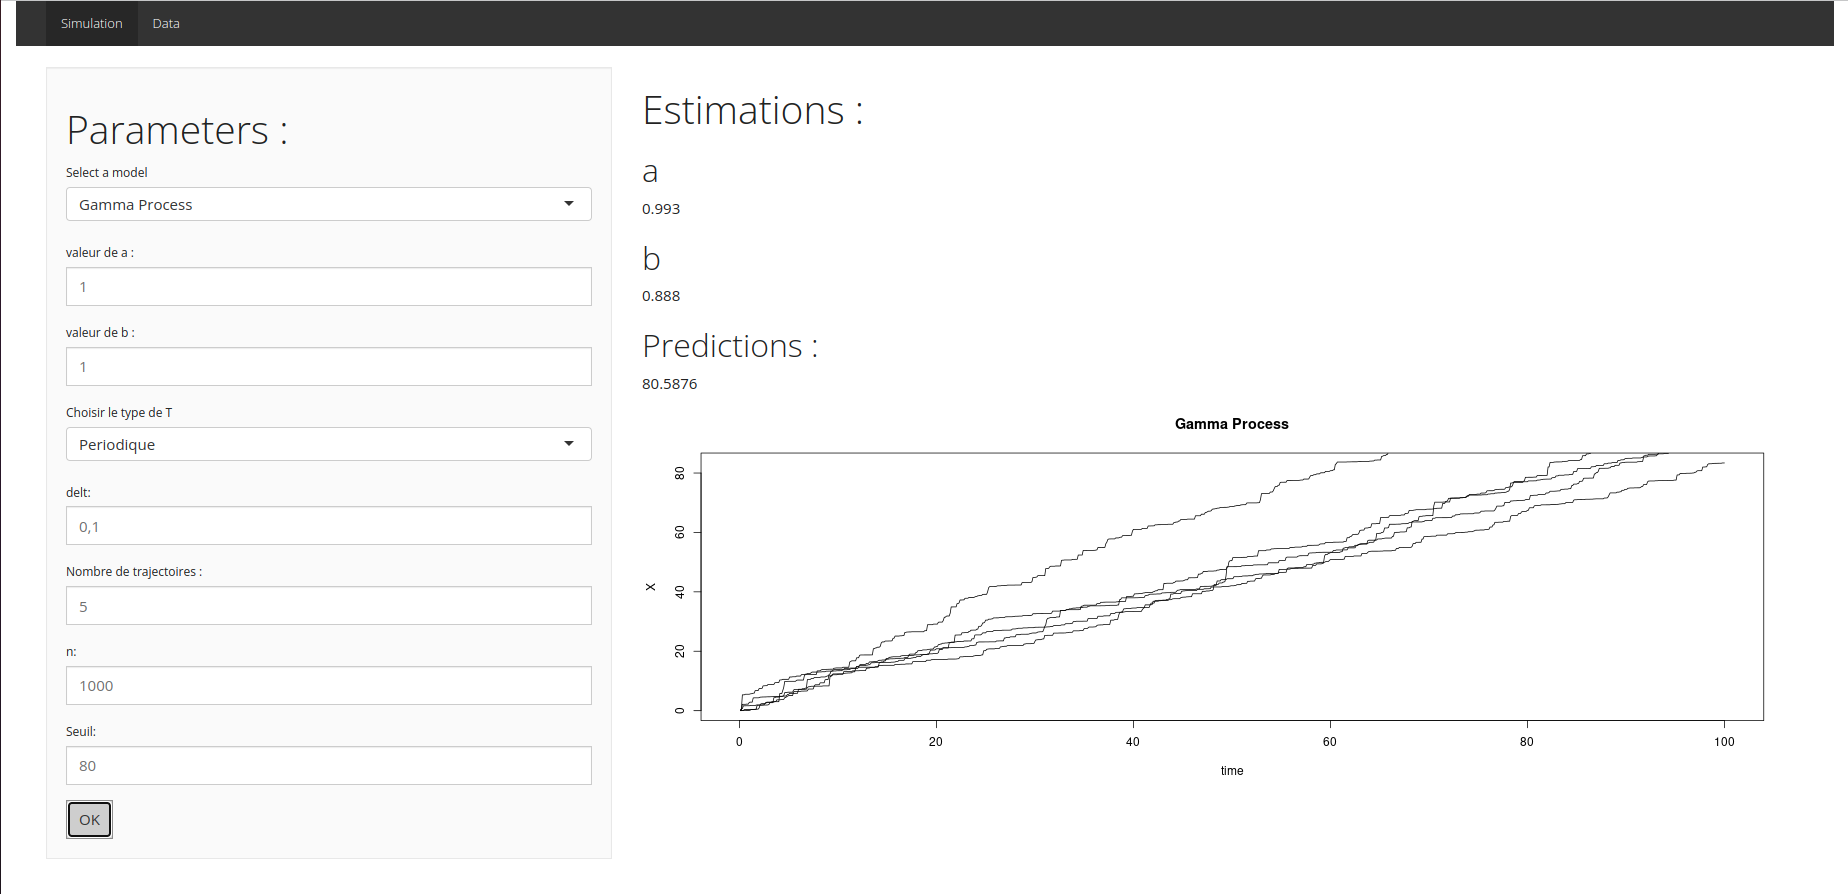 Simulation Data
Parameters :
Select a model
Gamma Process
valeur de a :
1
valeur de b :
1
Choisir le type de T
Periodique
delt:
0,1
Nombre de trajectoires :
5
n:
1000
Seuil:
80
OK
Estimations :
a
0.993
b
0.888
Predictions :
80.5876
Gamma Process
X
80
60
40
20
0
0 20 40 60 80 100
time